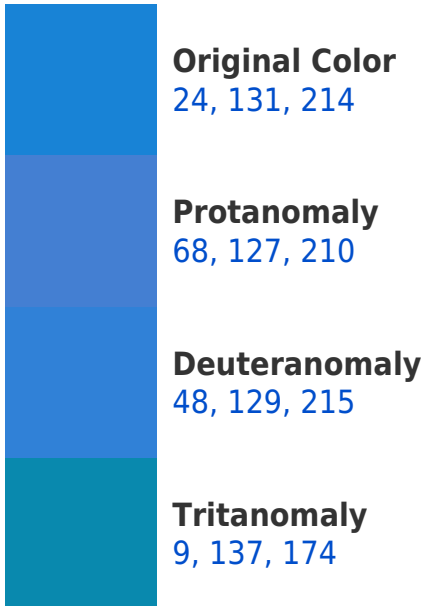 Original Color
24, 131, 214
Protanomaly
68, 127, 210
Deuteranomaly
48, 129, 215
Tritanomaly
9, 137, 174